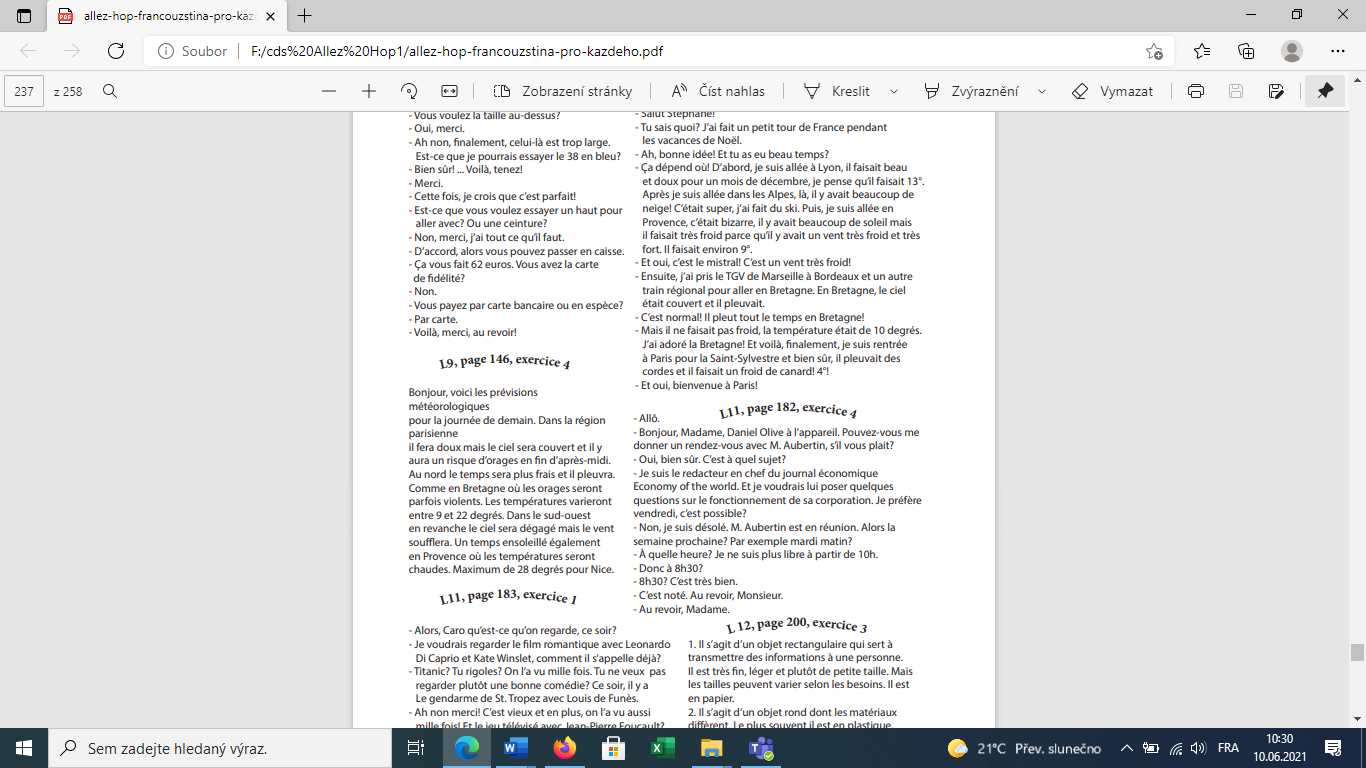 allez-hop-francouzstina-pro-kaz
Soubor
F:/cds%20Allez%20Hop1/allez-hop-francouzstina-pro-kazdeho.pdf
237 z 258
Zobrazení stránky
Číst nahlas
Kreslit
Zvýraznění
Vymazat
- Vous voulez la taille au-dessus?
- Oui, merci.
- Ah non, finalement, celui-là est trop large.
Est-ce que je pourrais essayer le 38 en bleu?
- Bien sûr! ... Voilà, tenez!
- Merci.
- Cette fois, je crois que c'est parfait!
- Est-ce que vous voulez essayer un haut pour
aller avec? Ou une ceinture?
- Non, merci, j'ai tout ce qu'il faut.
- D'accord, alors vous pouvez passer en caisse.
- Ça vous fait 62 euros. Vous avez la carte
de fidélité?
- Non.
- Vous payez par carte bancaire ou en espèce?
- Par carte.
- Voilà, merci, au revoir!
L9, page 146, exercice 4
Bonjour, voici les prévisions
météorologiques
pour la journée de demain. Dans la région
parisienne
il fera doux mais le ciel sera couvert et il y
aura un risque d'orages en fin d'après-midi.
Au nord le temps sera plus frais et il pleuvra.
Comme en Bretagne où les orages seront
parfois violents. Les températures varieront
entre 9 et 22 degrés. Dans le sud-ouest
en revanche le ciel sera dégagé mais le vent
soufflera. Un temps ensoleillé également
en Provence où les températures seront
chaudes. Maximum de 28 degrés pour Nice.
L11, page 183, exercice 1
- Alors, Caro qu'est-ce qu'on regarde, ce soir?
- Je voudrais regarder le film romantique avec Leonardo
Di Caprio et Kate Winslet, comment il s'appelle déjà?
- Titanic? Tu rigoles? On l'a vu mille fois. Tu ne veux pas
regarder plutôt une bonne comédie? Ce soir, il y a
Le gendarme de St. Tropez avec Louis de Funès.
- Ah non merci! C'est vieux et en plus, on l'a vu aussi
mille fois! Et le jeu télévisé avec Jean-Pierre Foucault?
- Salut Stéphane!
- Tu sais quoi? J'ai fait un petit tour de France pendant
les vacances de Noël.
- Ah, bonne idée! Et tu as eu beau temps?
- Ça dépend où! D'abord, je suis allée à Lyon, il faisait beau
et doux pour un mois de décembre, je pense qu'il faisait 13°.
Après je suis allée dans les Alpes, là, il y avait beaucoup de
neige! C'était super, j'ai fait du ski. Puis, je suis allée en
Provence, c'était bizarre, il y avait beaucoup de soleil mais
il faisait très froid parce qu'il y avait un vent très froid et très
fort. Il faisait environ 9°.
- Et oui, c'est le mistral! C'est un vent très froid!
- Ensuite, j'ai pris le TGV de Marseille à Bordeaux et un autre
train régional pour aller en Bretagne. En Bretagne, le ciel
était couvert et il pleuvait.
- C'est normal! Il pleut tout le temps en Bretagne!
- Mais il ne faisait pas froid, la température était de 10 degrés.
J'ai adoré la Bretagne! Et voilà, finalement, je suis rentrée
à Paris pour la Saint-Sylvestre et bien sûr, il pleuvait des
cordes et il faisait un froid de canard! 4°!
- Et oui, bienvenue à Paris!
L11, page 182, exercice 4
- Allô.
- Bonjour, Madame, Daniel Olive à l'appareil. Pouvez-vous me
donner un rendez-vous avec M. Aubertin, s'il vous plait?
- Oui, bien sûr. C'est à quel sujet?
- Je suis le redacteur en chef du journal économique
Economy of the world. Et je voudrais lui poser quelques
questions sur le fonctionnement de sa corporation. Je préfère
vendredi, c'est possible?
- Non, je suis désolé. M. Aubertin est en réunion. Alors la
semaine prochaine? Par exemple mardi matin?
- À quelle heure? Je ne suis plus libre à partir de 10h.
- Donc à 8h30?
- 8h30? C'est très bien.
- C'est noté. Au revoir, Monsieur.
- Au revoir, Madame.
L 12, page 200, exercice 3
1. Il s'agit d'un objet rectangulaire qui sert à
transmettre des informations à une personne.
Il est très fin, léger et plutôt de petite taille. Mais
les tailles peuvent varier selon les besoins. Il est
en papier.
2. Il s'agit d'un objet rond dont les matériaux
diffèrent. Le plus souvent il est en plastique,
Sem zadejte hledaný výraz.
21°C Přev. slunečno
FRA
10:30
10.06.2021